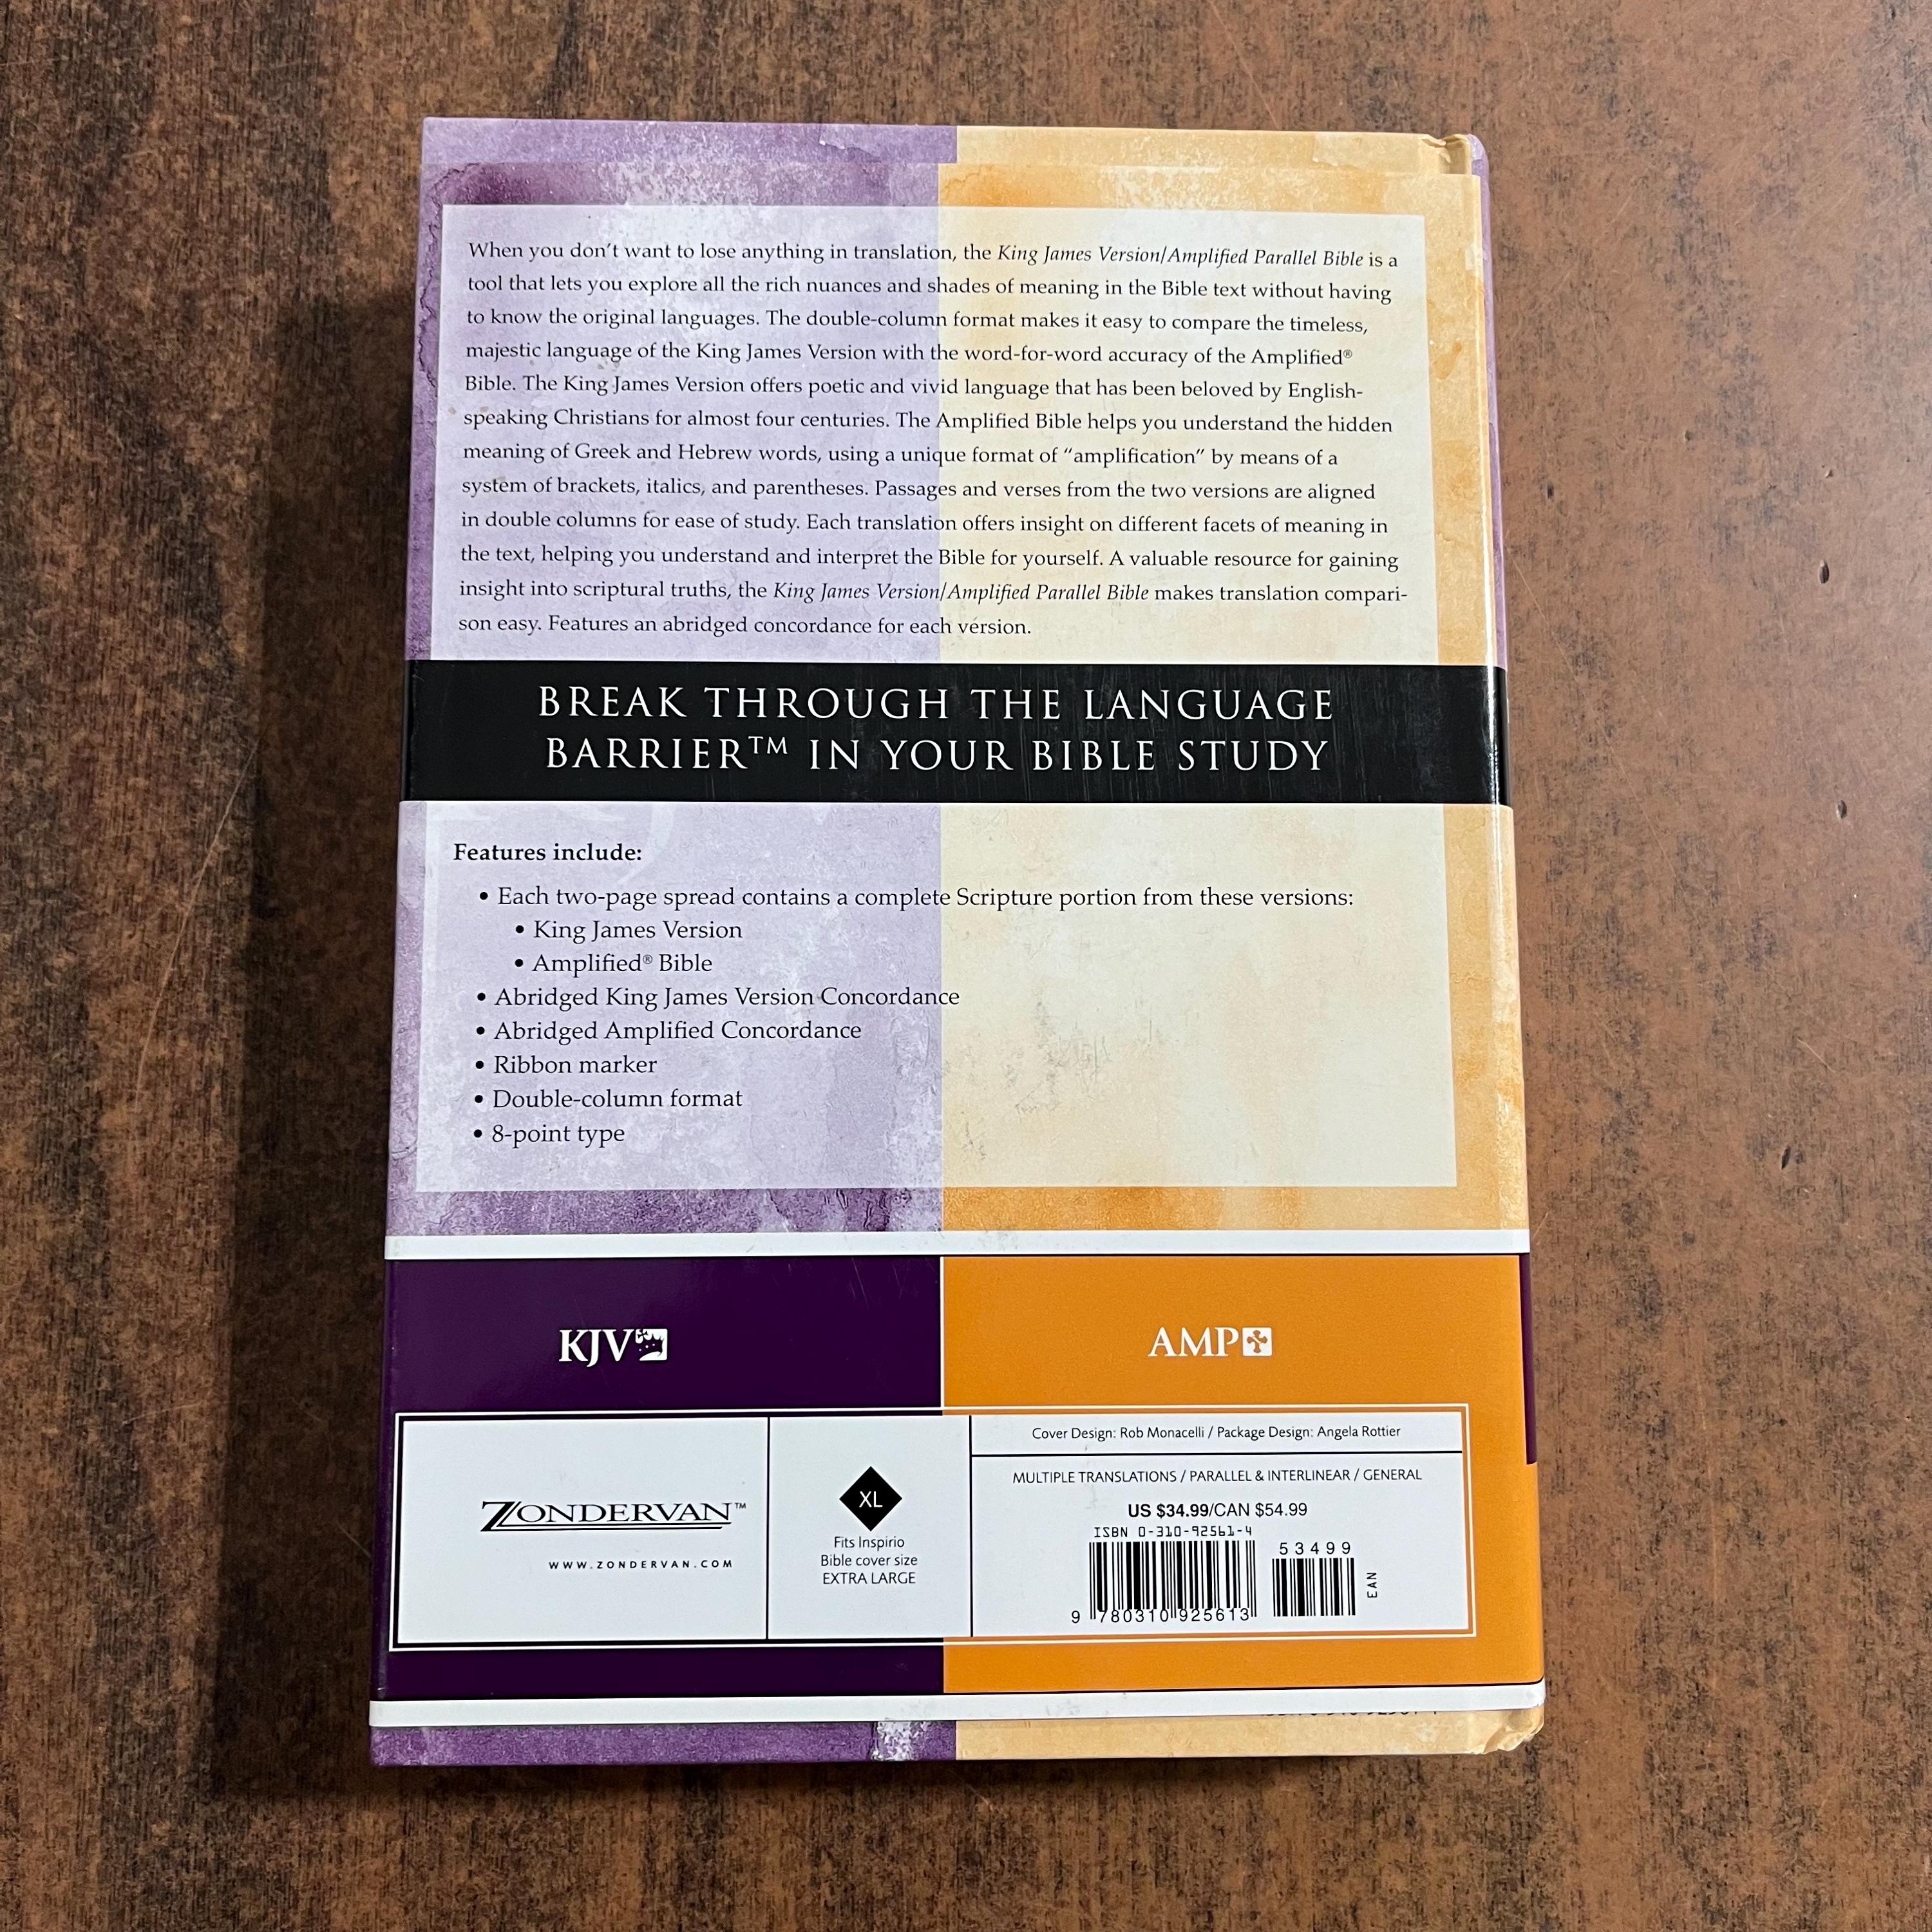 When you don't want to lose anything in translation, the King James Version/Amplified Parallel Bible is a
tool that lets you explore all the rich nuances and shades of meaning in the Bible text without having
to know the original languages. The double-column format makes it easy to compare the timeless,
majestic language of the King James Version with the word-for-word accuracy of the Amplified®
Bible. The King James Version offers poetic and vivid language that has been beloved by English-
speaking Christians for almost four centuries. The Amplified Bible helps you understand the hidden
meaning of Greek and Hebrew words, using a unique format of “amplification” by means of a
system of brackets, italics, and parentheses. Passages and verses from the two versions are aligned
in double columns for ease of study. Each translation offers insight on different facets of meaning in
the text, helping you understand and interpret the Bible for yourself. A valuable resource for gaining
insight into scriptural truths, the King James Version/Amplified Parallel Bible makes translation compari-
son easy. Features an abridged concordance for each version.
BREAK THROUGH THE LANGUAGE
BARRIER™ IN YOUR BIBLE STUDY
Features include:
• Each two-page spread contains a complete Scripture portion from these versions:
• King James Version
• Amplified® Bible
• Abridged King James Version Concordance
• Abridged Amplified Concordance
• Ribbon marker
• Double-column format
• 8-point type
KJV
AMP
ZONDERVAN™
WWW.ZONDERVAN.COM
XL
Fits Inspirio
Bible cover size
EXTRA LARGE
Cover Design: Rob Monacelli / Package Design: Angela Rottier
MULTIPLE TRANSLATIONS / PARALLEL & INTERLINEAR / GENERAL
US $34.99/CAN $54.99
ISBN 0-310-92561-4
53499
EAN
9 780310 925613